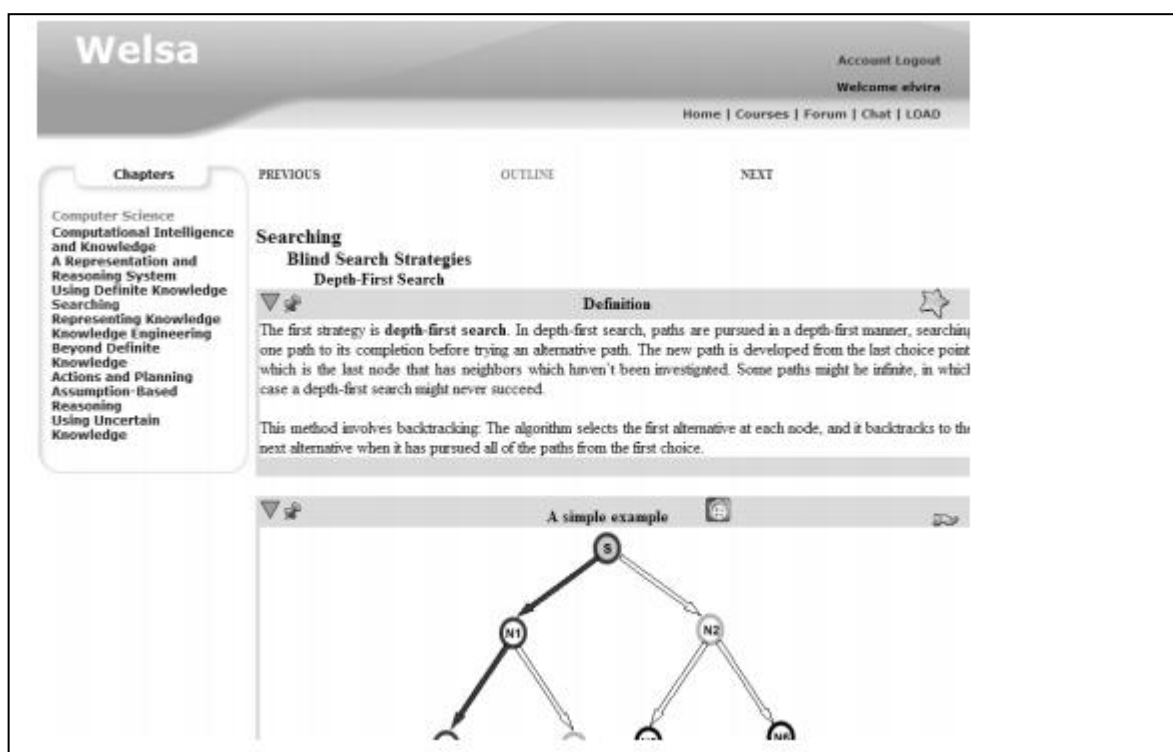 Welsa
Account Logout
Welcome elvira
Home | Courses | Forum | Chat | LOAD
Chapters
Computer Science
Computational Intelligence
and Knowledge
A Representation and
Reasoning System
Using Definite Knowledge
Searching
Representing Knowledge
Knowledge Engineering
Beyond Definite
Knowledge
Actions and Planning
Assumption-Based
Reasoning
Using Uncertain
Knowledge
PREVIOUS OUTLINE NEXT
Searching
Blind Search Strategies
Depth-First Search
Definition
The first strategy is depth-first search. In depth-first search, paths are pursued in a depth-first manner, searching
one path to its completion before trying an alternative path. The new path is developed from the last choice point
which is the last node that has neighbors which haven't been investigated. Some paths might be infinite, in which
case a depth-first search might never succeed.
This method involves backtracking: The algorithm selects the first alternative at each node, and it backtracks to the
next alternative when it has pursued all of the paths from the first choice.
A simple example
S
N1 N2
N6